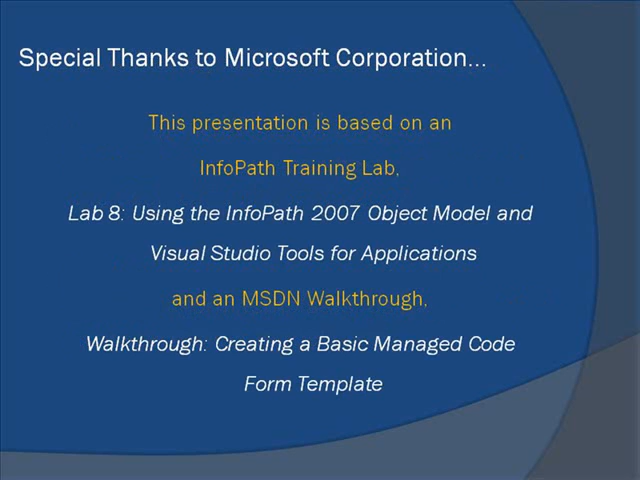 Special Thanks to Microsoft Corporation...
This presentation is based on an
InfoPath Training Lab,
Lab 8: Using the InfoPath 2007 Object Model and
Visual Studio Tools for Applications
and an MSDN Walkthrough,
Walkthrough: Creating a Basic Managed Code
Form Template